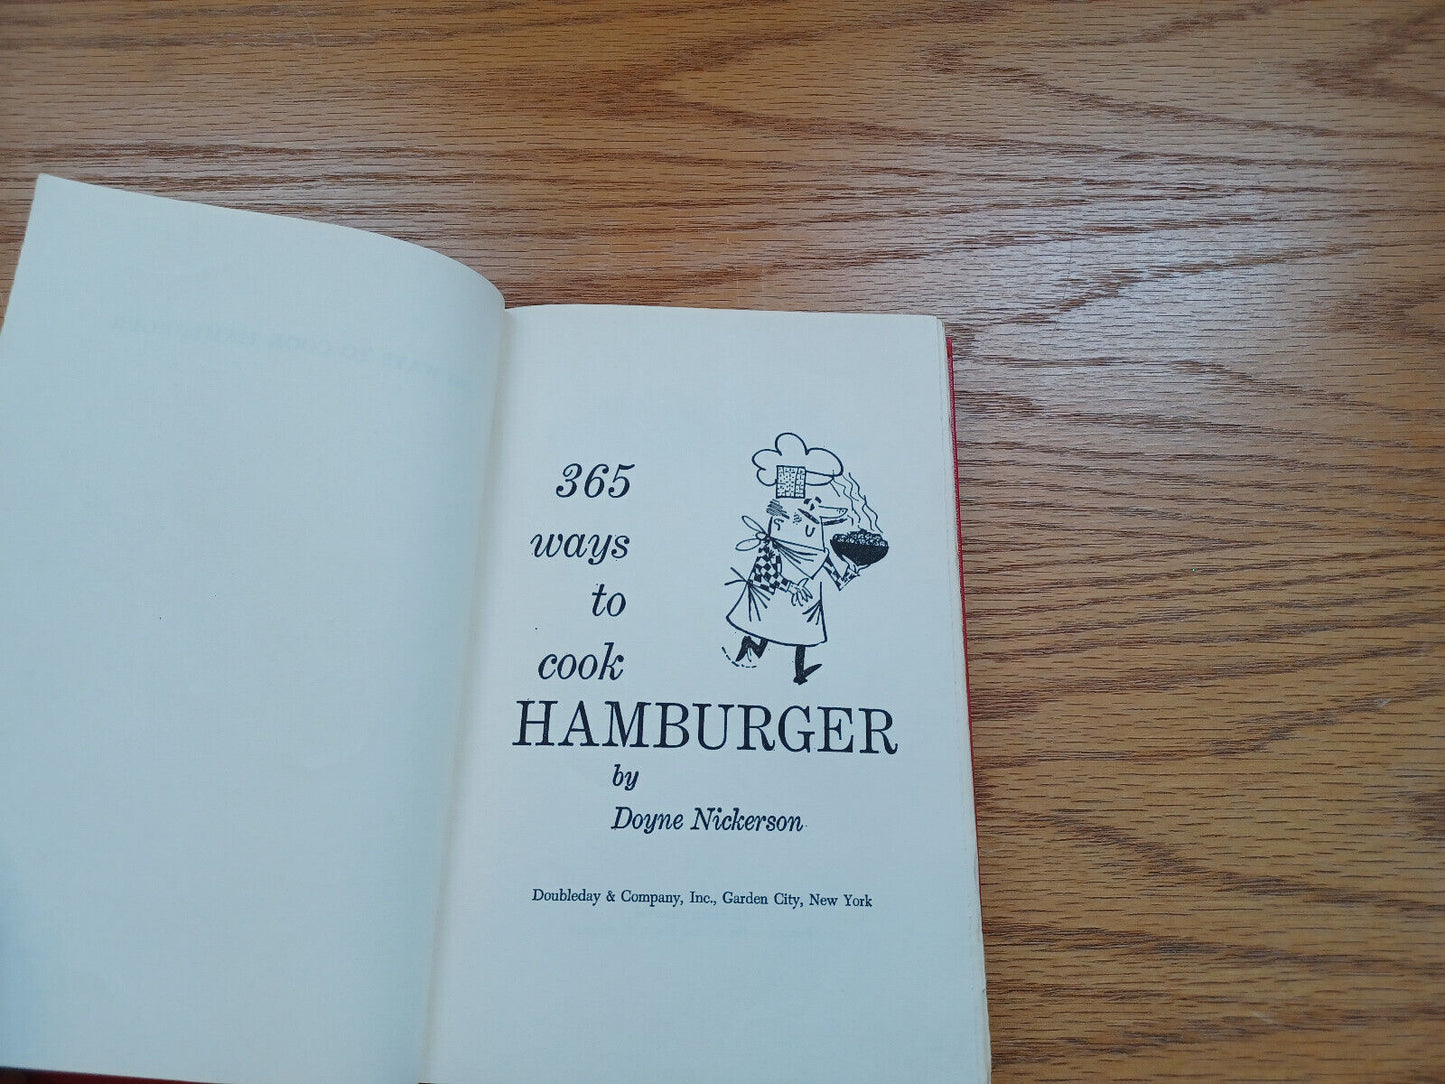 365
ways
to
cook
HAMBURGER
by
Doyne Nickerson
Doubleday & Company, Inc., Garden City, New York